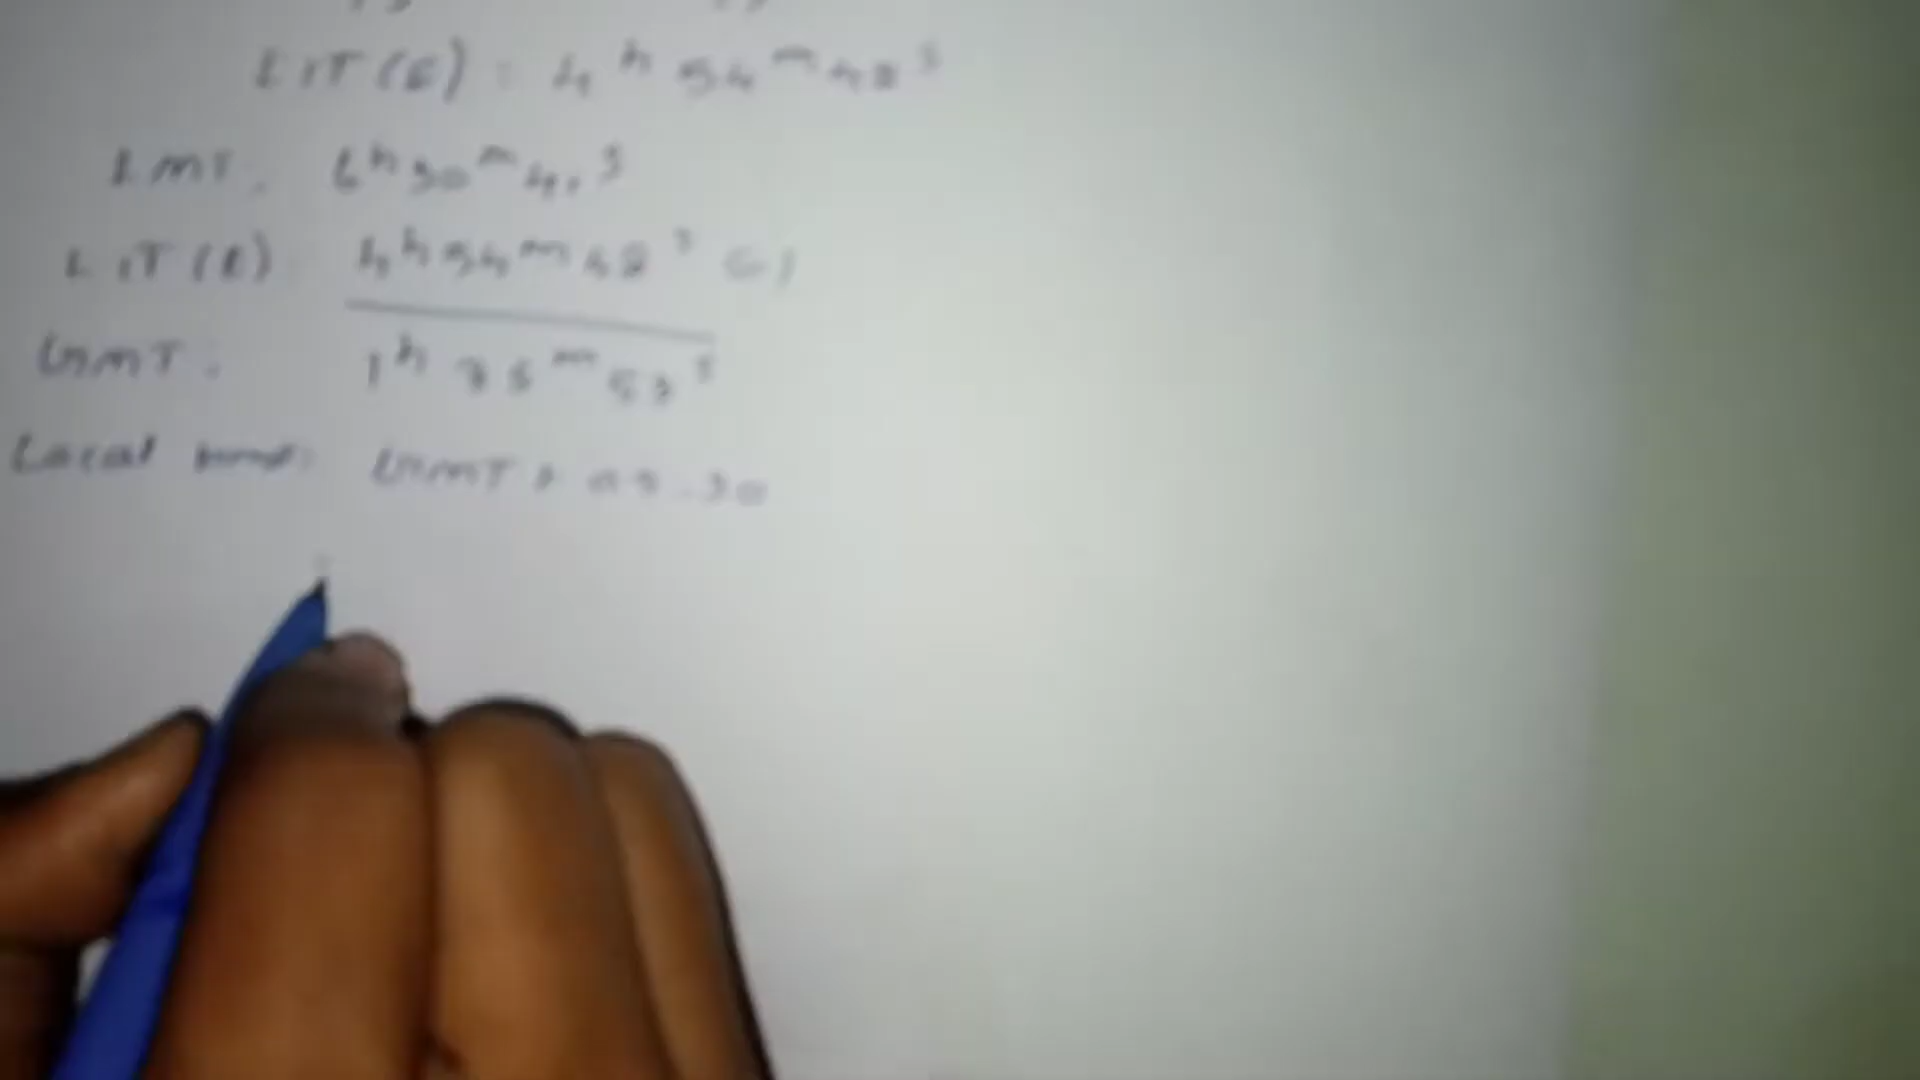 LIT(E): 4h 54m 48s
LMT. 6h 30m 41s
LIT(E): 4h 54m 48s (-)
GMT. 1h 35m 53s
Local time: GMT + 05-30